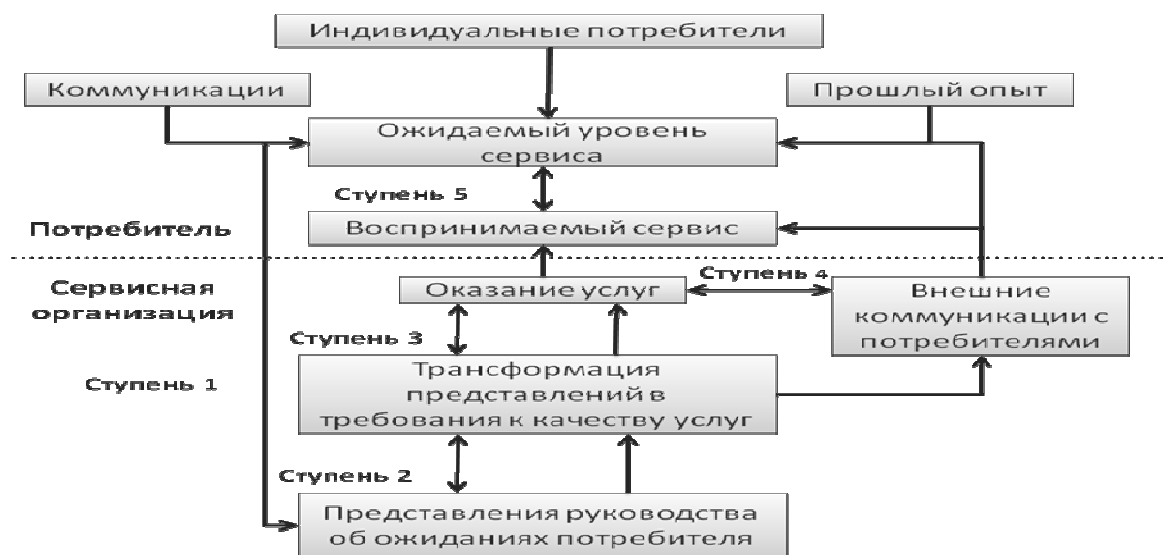 Индивидуальные потребители
Коммуникации
Прошлый опыт
Ожидаемый уровень
сервиса
Ступень 5
Потребитель
Воспринимаемый сервис
Сервисная
организация
Оказание услуг
Ступень 4
Внешние
коммуникации с
потребителями
Ступень 3
Ступень 1
Трансформация
представлений в
требования к качеству услуг
Ступень 2
Представления руководства
об ожиданиях потребителя